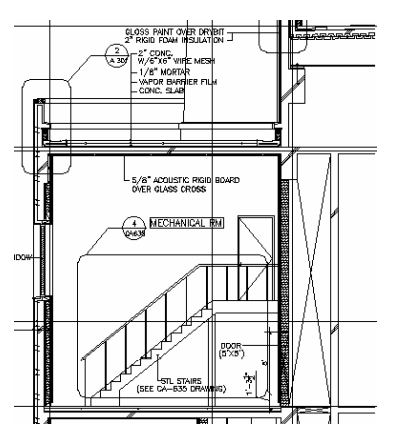 GLOSS PAINT OVER DRYBIT
2" RIGID FOAM INSULATION
2
A 301
2" CONC.
W/6"X6" WIRE MESH
1/8" MORTAR
VAPOR BARRIER FILM
CONC. SLAB
5/8" ACOUSTIC RIGID BOARD
OVER GLASS CROSS
4
CA635
MECHANICAL RM
DOW
DOOR
(5'X5')
STL STAIRS
(SEE CA-635 DRAWING)